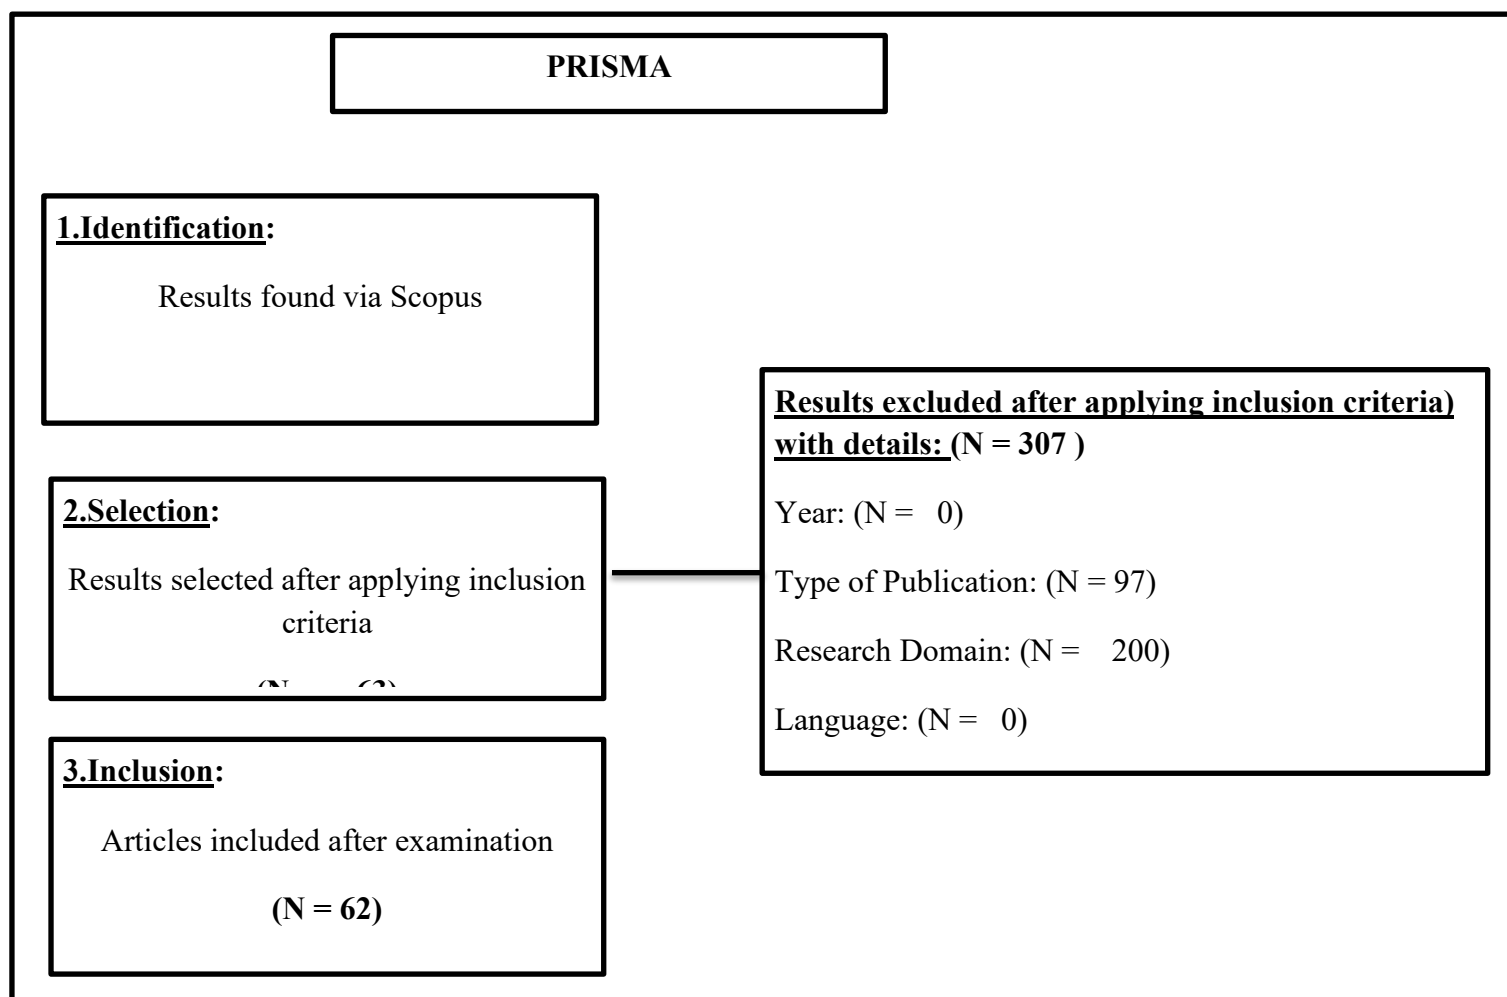 PRISMA
1.Identification:
Results found via Scopus
2.Selection:
Results selected after applying inclusion
criteria
3.Inclusion:
Articles included after examination
(N = 62)
Results excluded after applying inclusion criteria)
with details: (N = 307 )
Year: (N = 0)
Type of Publication: (N = 97)
Research Domain: (N = 200)
Language: (N = 0)